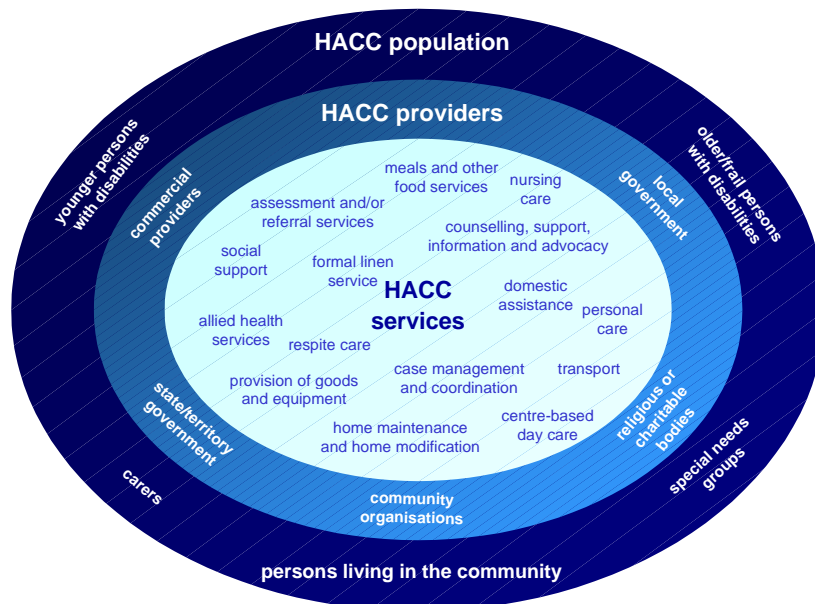 HACC population
younger persons
with disabilities
older/frail persons
with disabilities
HACC providers
commercial
providers
local
government
meals and other
food services
nursing
care
assessment and/or
referral services
counselling, support,
information and advocacy
social
support
formal linen
service
HACC
services
domestic
assistance
personal
care
allied health
services
respite care
provision of goods
and equipment
case management
and coordination
transport
home maintenance
and home modification
centre-based
day care
state/territory
government
religious or
charitable
bodies
community
organisations
carers
special needs
groups
persons living in the community